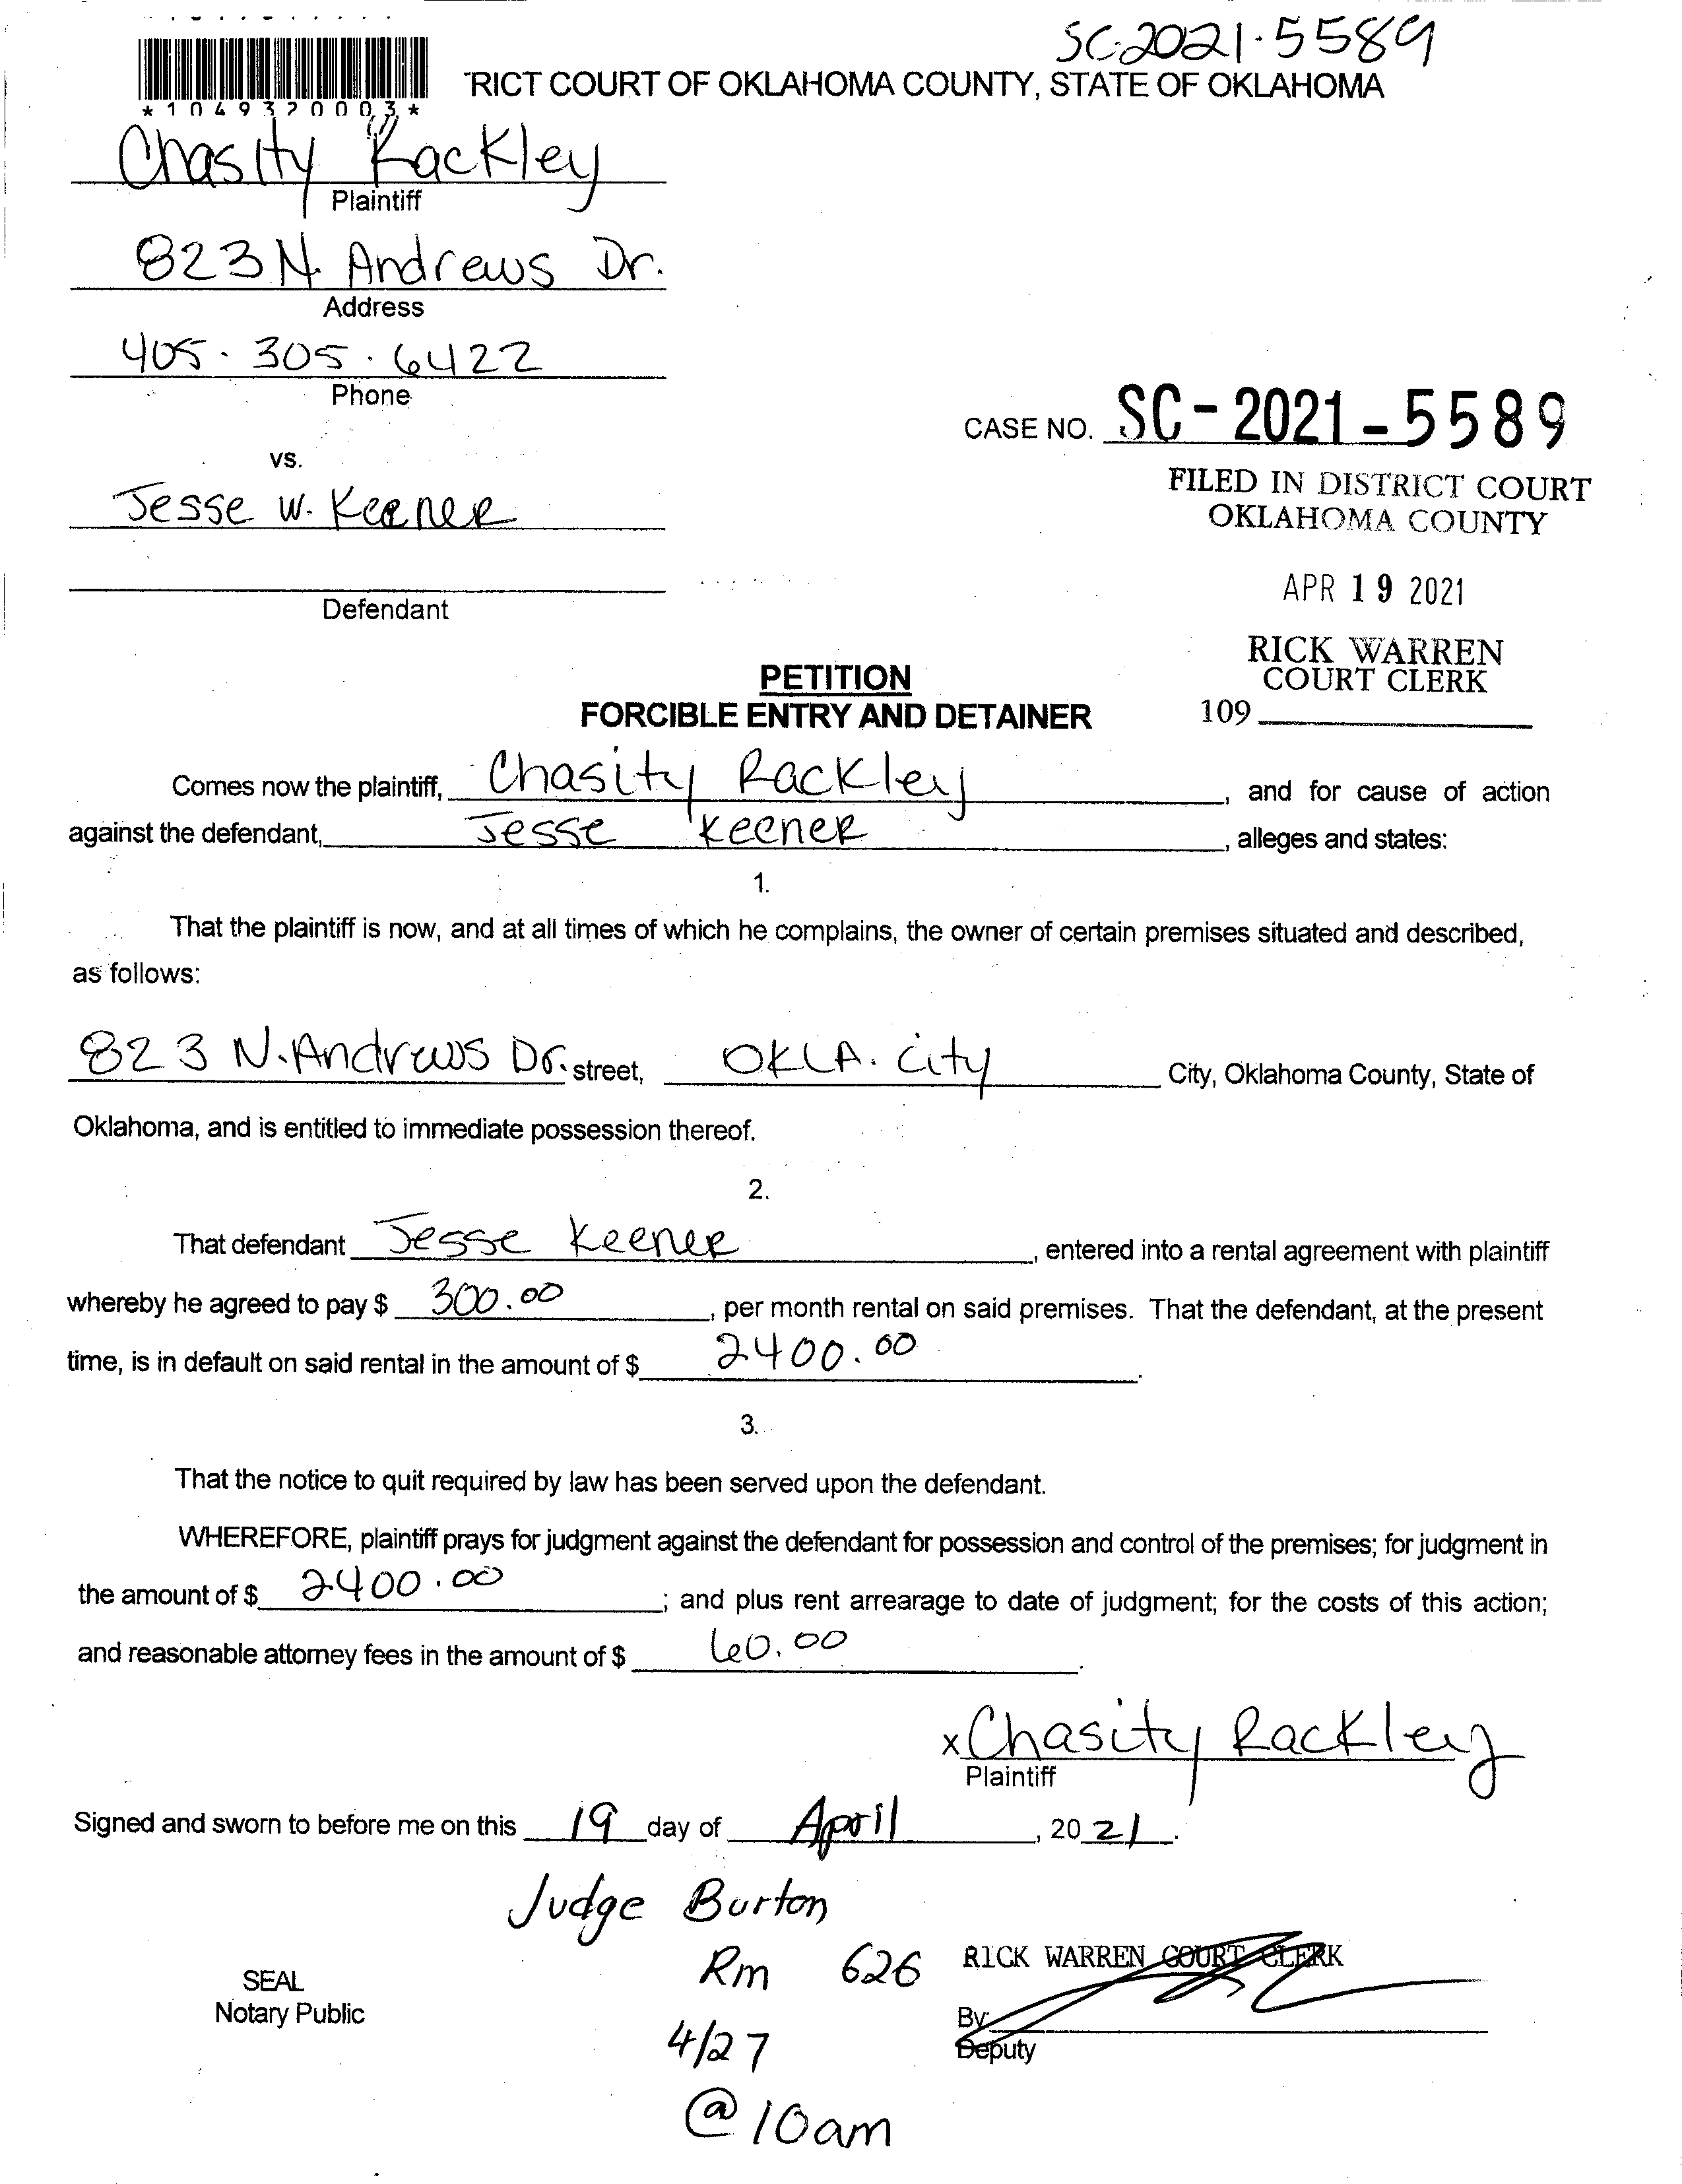 SC-2021-5589
RICT COURT OF OKLAHOMA COUNTY, STATE OF OKLAHOMA
*1049320003*
Chasity Rackley
Plaintiff
823 N. Andrews Dr.
Address
405.305.6422
Phone
CASE NO. SC-2021-5589
vs.
FILED IN DISTRICT COURT
OKLAHOMA COUNTY
Jesse W. Keener
APR 19 2021
Defendant
RICK WARREN
COURT CLERK
109
PETITION
FORCIBLE ENTRY AND DETAINER
Comes now the plaintiff, Chasity Rackley, and for cause of action
against the defendant, Jesse Keener, alleges and states:
1.
That the plaintiff is now, and at all times of which he complains, the owner of certain premises situated and described,
as follows:
823 N. Andrews Dr. street, OKLA. City City, Oklahoma County, State of
Oklahoma, and is entitled to immediate possession thereof.
2.
That defendant Jesse Keener, entered into a rental agreement with plaintiff
whereby he agreed to pay $ 300.00, per month rental on said premises. That the defendant, at the present
time, is in default on said rental in the amount of $ 2400.00.
3.
That the notice to quit required by law has been served upon the defendant.
WHEREFORE, plaintiff prays for judgment against the defendant for possession and control of the premises; for judgment in
the amount of $ 2400.00; and plus rent arrearage to date of judgment; for the costs of this action;
and reasonable attorney fees in the amount of $ 60.00.
x Chasity Rackley
Plaintiff
Signed and sworn to before me on this 19 day of April, 2021.
Judge Burton
Rm 626
RICK WARREN COURT CLERK
SEAL
Notary Public
By:
Deputy
4/27
@ 10am